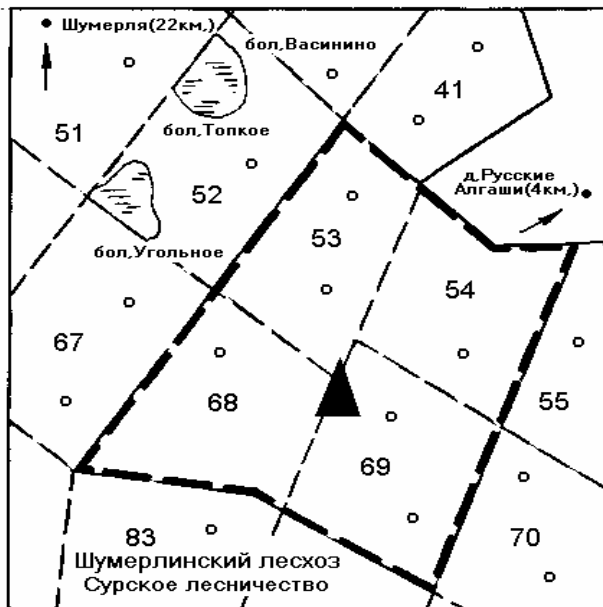 Шумерля(22км,)
бол,Васинино
41
51
бол,Топкое
д.Русские
Алгаши(4км,)
52
53
бол,Угольное
54
67
68
55
69
83
70
Шумерлинский лесхоз
Сурское лесничество